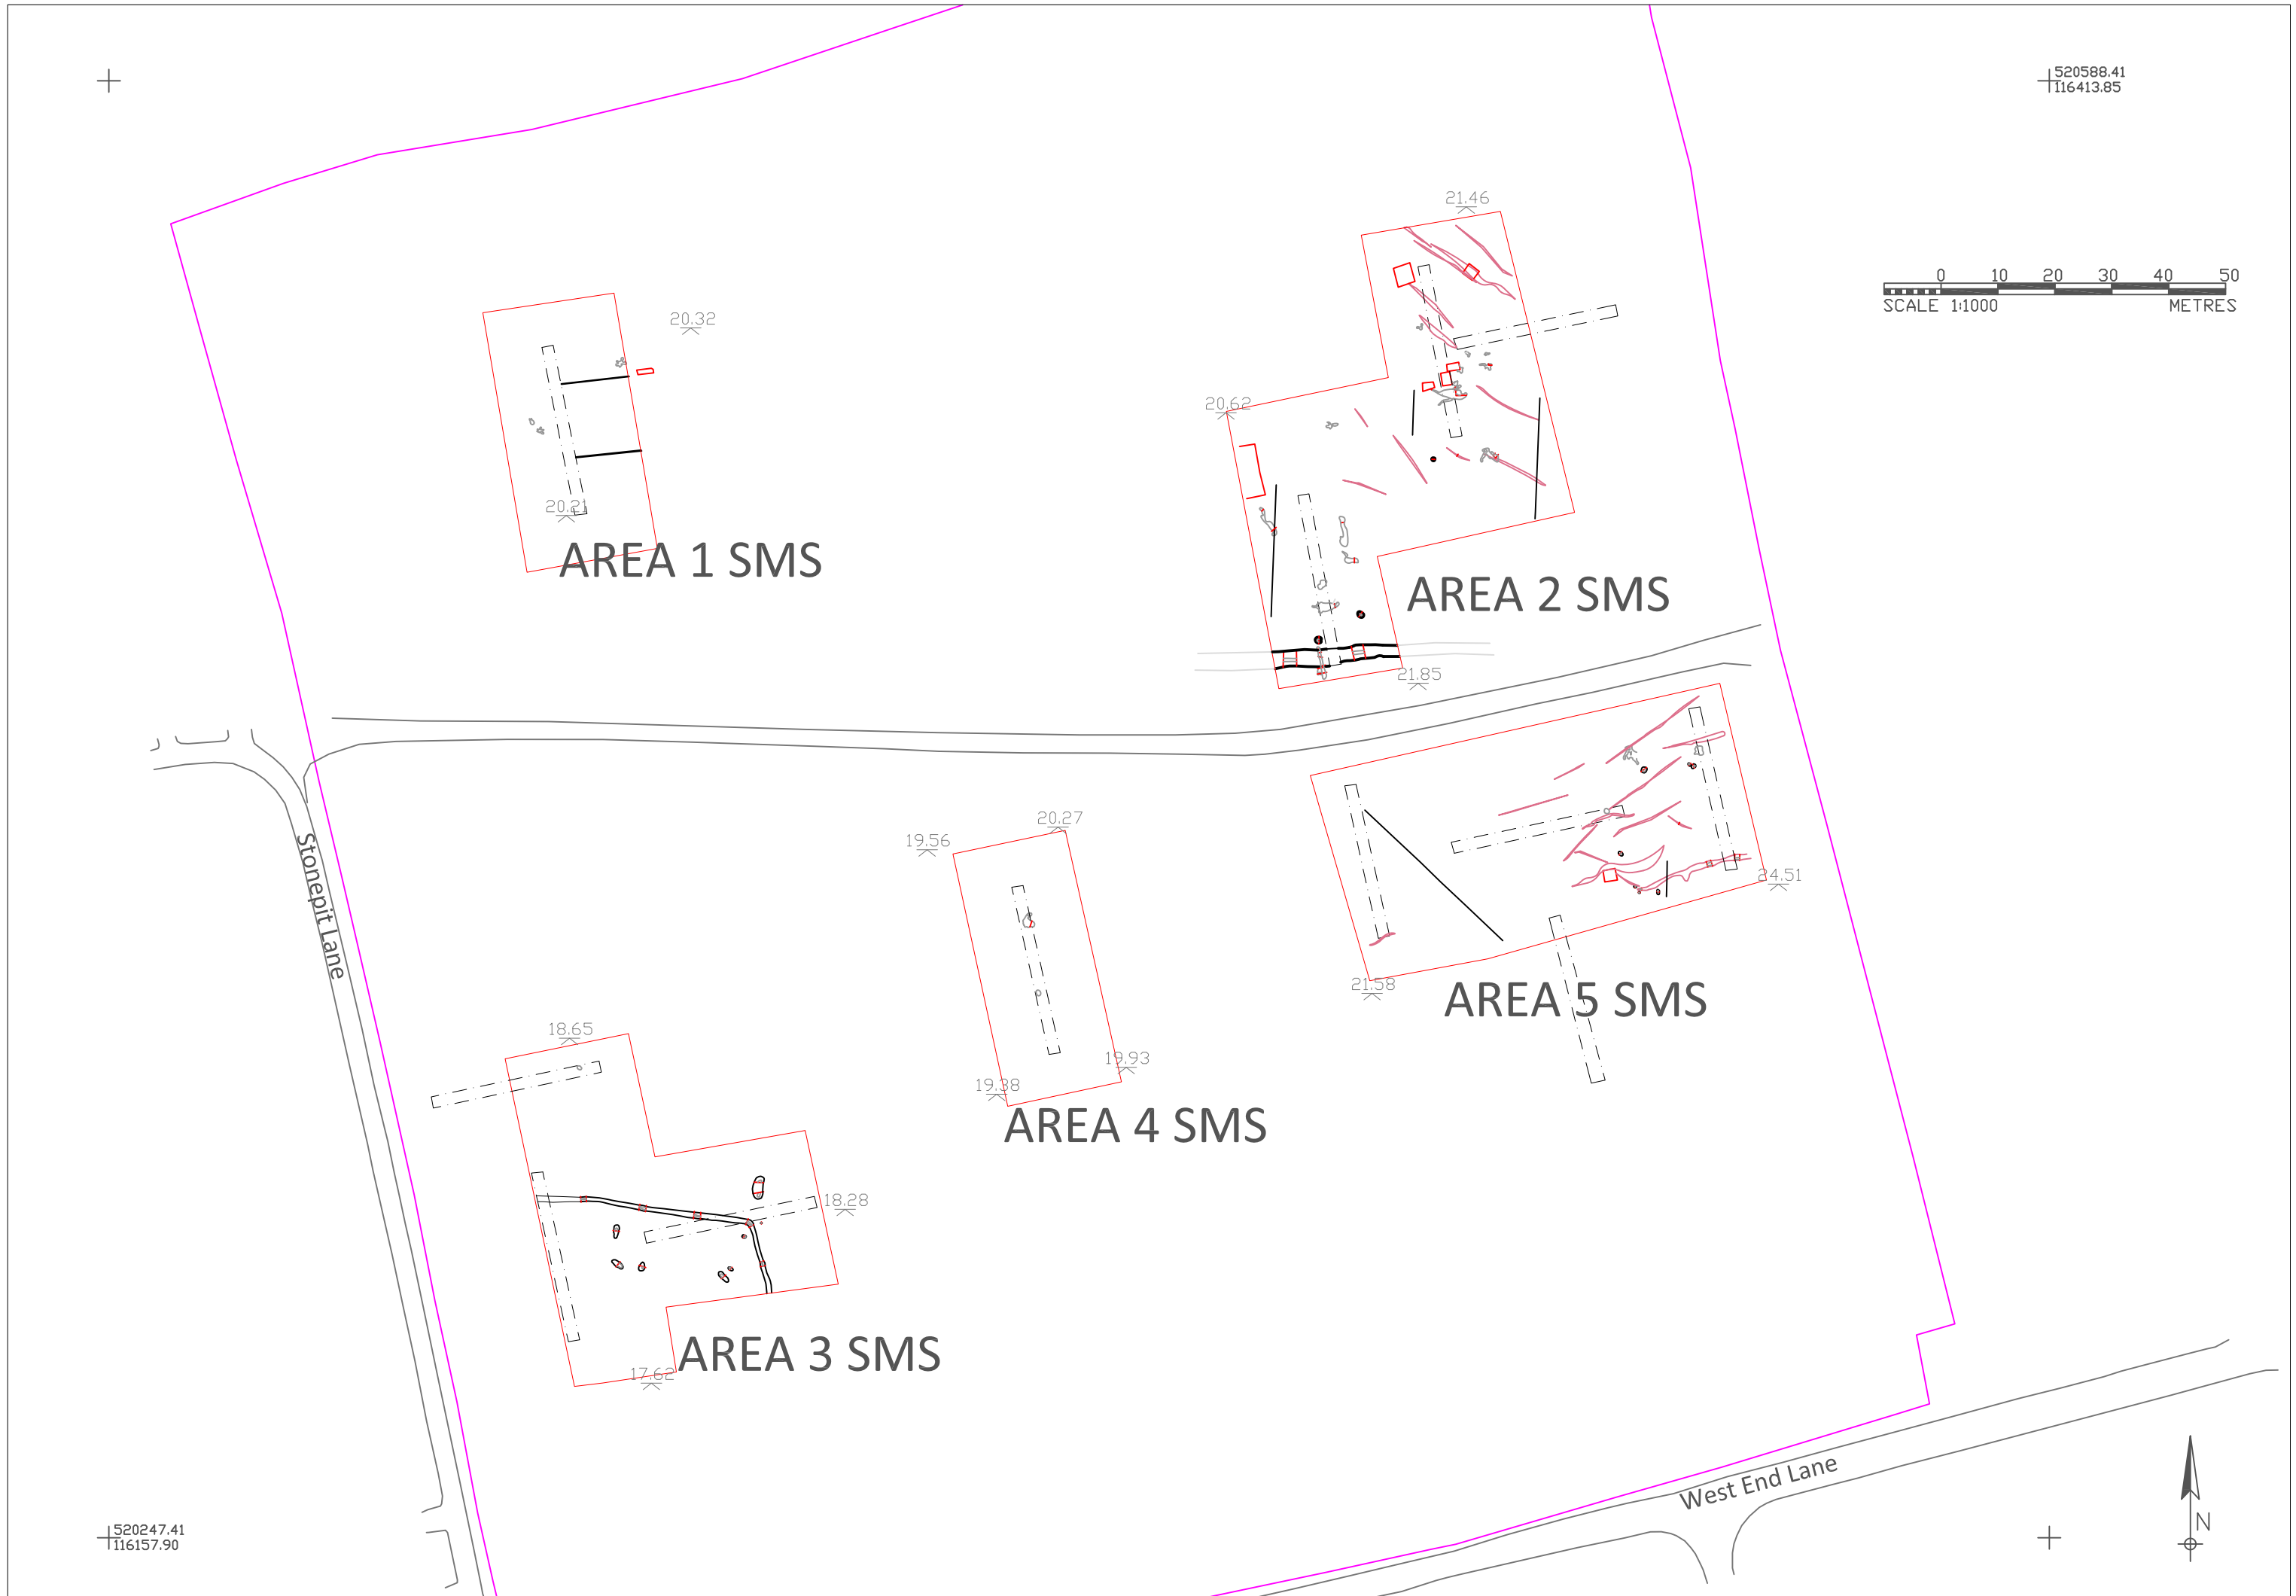 520588.41
116413.85
21.46
0 10 20 30 40 50
SCALE 1:1000 METRES
20.32
20.62
20.21
AREA 1 SMS
AREA 2 SMS
21.85
20.27
19.56
Stonepit Lane
24.51
21.58
AREA 5 SMS
18.65
19.93
19.38
AREA 4 SMS
18.28
AREA 3 SMS
17.62
West End Lane
520247.41
116157.90
N